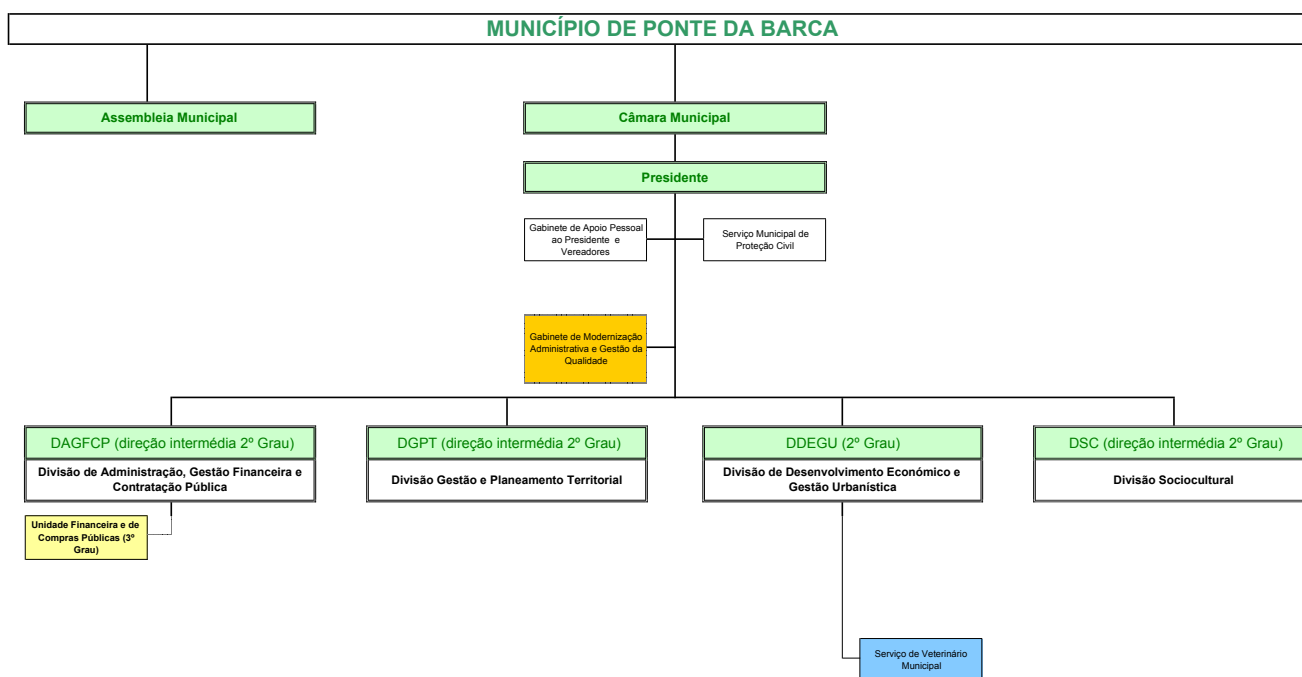 MUNICÍPIO DE PONTE DA BARCA
Assembleia Municipal
Câmara Municipal
Presidente
Gabinete de Apoio Pessoal
ao Presidente e
Vereadores
Serviço Municipal de
Proteção Civil
Gabinete de Modernização
Administrativa e Gestão da
Qualidade
DAGFCP (direção intermédia 2º Grau)
Divisão de Administração, Gestão Financeira e
Contratação Pública
DGPT (direção intermédia 2º Grau)
Divisão Gestão e Planeamento Territorial
DDEGU (2º Grau)
Divisão de Desenvolvimento Económico e
Gestão Urbanística
DSC (direção intermédia 2º Grau)
Divisão Sociocultural
Unidade Financeira e de
Compras Públicas (3º
Grau)
Serviço de Veterinário
Municipal